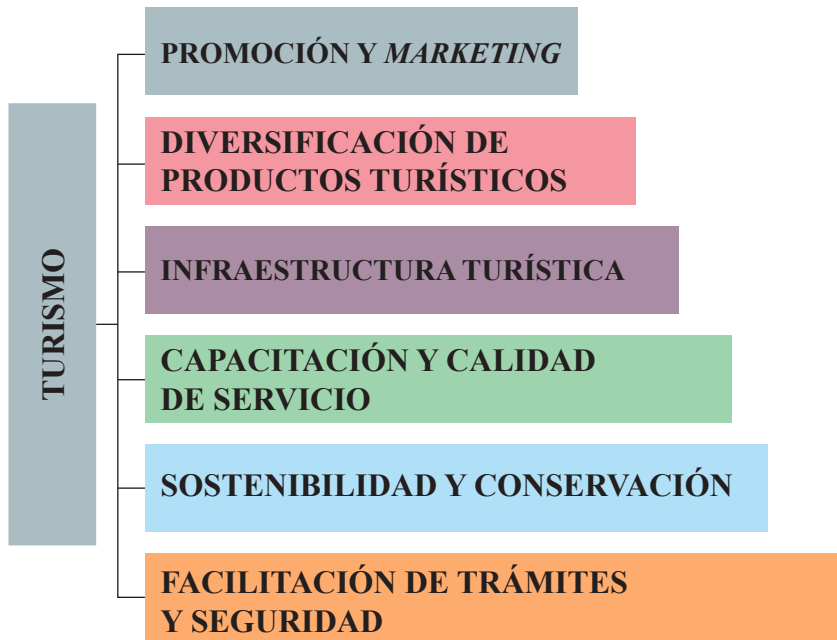 TURISMO
PROMOCIÓN Y MARKETING
DIVERSIFICACIÓN DE
PRODUCTOS TURÍSTICOS
INFRAESTRUCTURA TURÍSTICA
CAPACITACIÓN Y CALIDAD
DE SERVICIO
SOSTENIBILIDAD Y CONSERVACIÓN
FACILITACIÓN DE TRÁMITES
Y SEGURIDAD